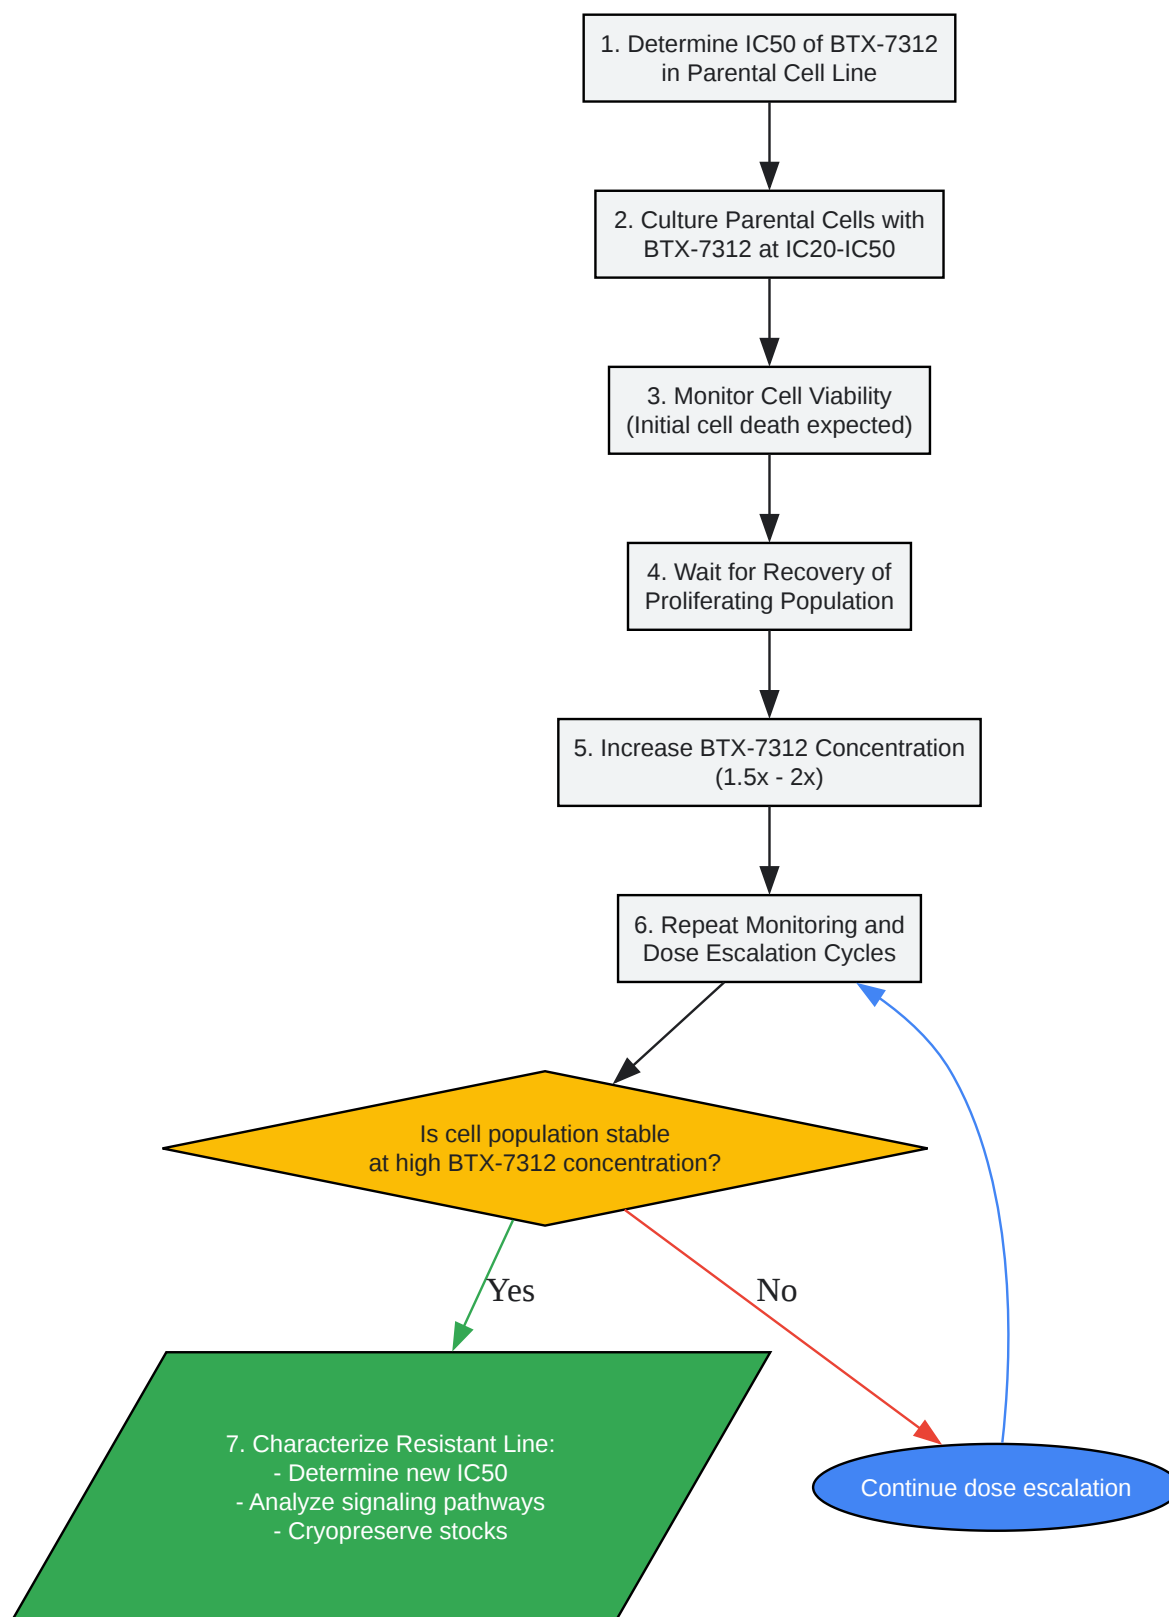 1. Determine IC50 of BTX-7312
in Parental Cell Line
2. Culture Parental Cells with
BTX-7312 at IC20-IC50
3. Monitor Cell Viability
(Initial cell death expected)
4. Wait for Recovery of
Proliferating Population
5. Increase BTX-7312 Concentration
(1.5x - 2x)
6. Repeat Monitoring and
Dose Escalation Cycles
Is cell population stable
at high BTX-7312 concentration?
Yes
No
7. Characterize Resistant Line:
- Determine new IC50
- Analyze signaling pathways
- Cryopreserve stocks
Continue dose escalation